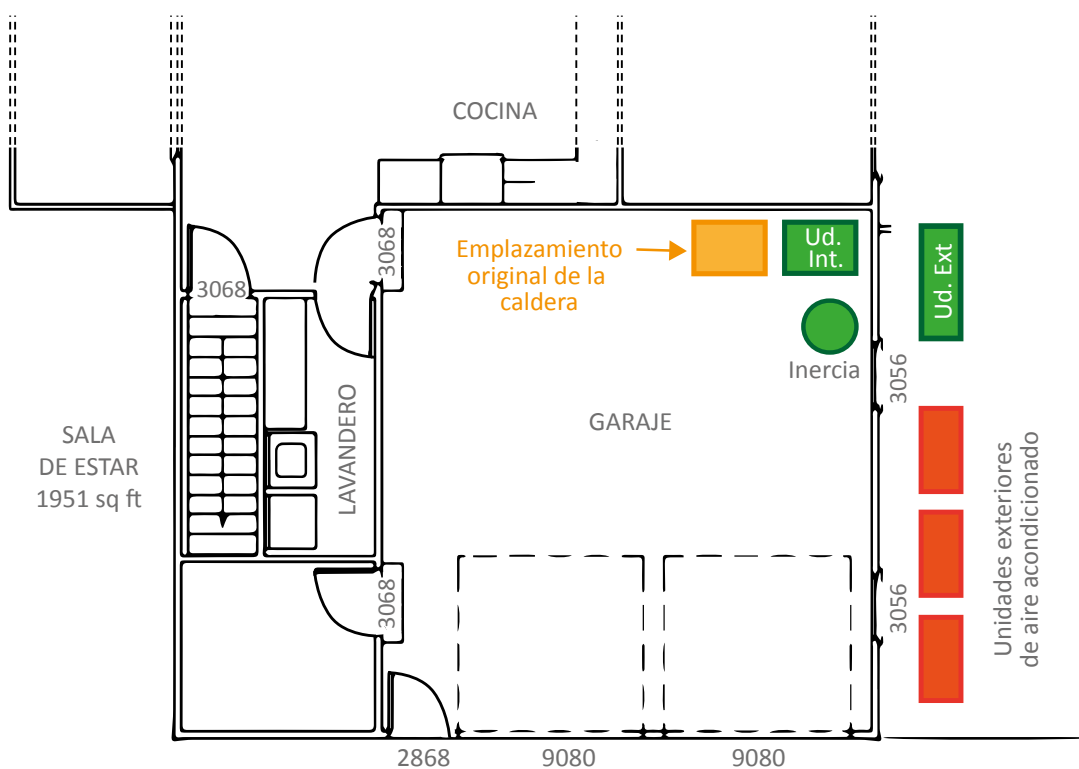 COCINA
Emplazamiento
original de la
caldera
Ud.
Int.
Ud. Ext
3068
3068
Inercia
3056
GARAJE
LAVANDERO
SALA
DE ESTAR
1951 sq ft
Unidades exteriores
de aire acondicionado
3068
3056
2868
9080
9080